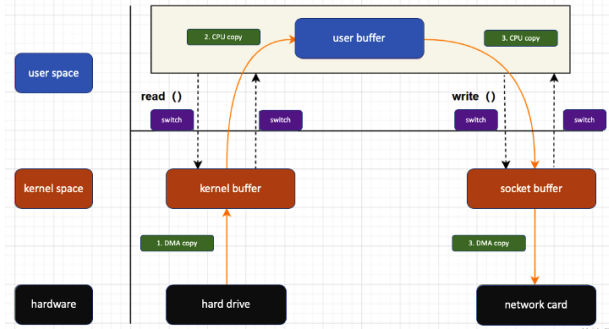 2. CPU copy
user buffer
3. CPU copy
user space
read（）
write（）
switch
switch
switch
switch
kernel space
kernel buffer
socket buffer
1. DMA copy
3. DMA copy
hardware
hard drive
network card